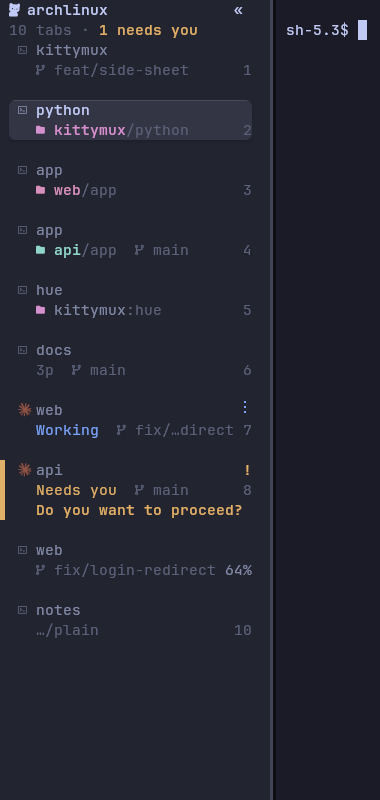 archlinux «
10 tabs · 1 needs you
kittymux
feat/side-sheet 1
python
kittymux/python 2
app
web/app 3
app
api/app main 4
hue
kittymux:hue 5
docs
3p main 6
web ⋮
Working fix/…direct 7
api !
Needs you main 8
Do you want to proceed?
web
fix/login-redirect 64%
notes
…/plain 10
sh-5.3$